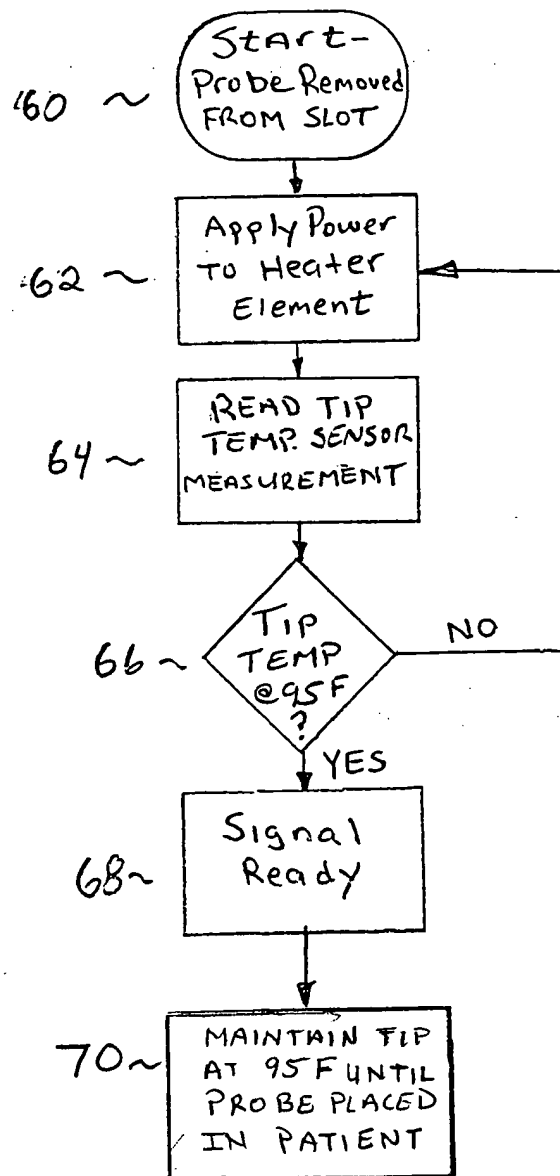 Start-
Probe Removed
FROM SLOT
60 ~
Apply Power
To Heater
Element
62 ~
READ TIP
TEMP. SENSOR
MEASUREMENT
64 ~
TIP
TEMP
@95F
?
66 ~
NO
YES
Signal
Ready
68 ~
MAINTAIN TIP
AT 95F UNTIL
PROBE PLACED
IN PATIENT
70 ~